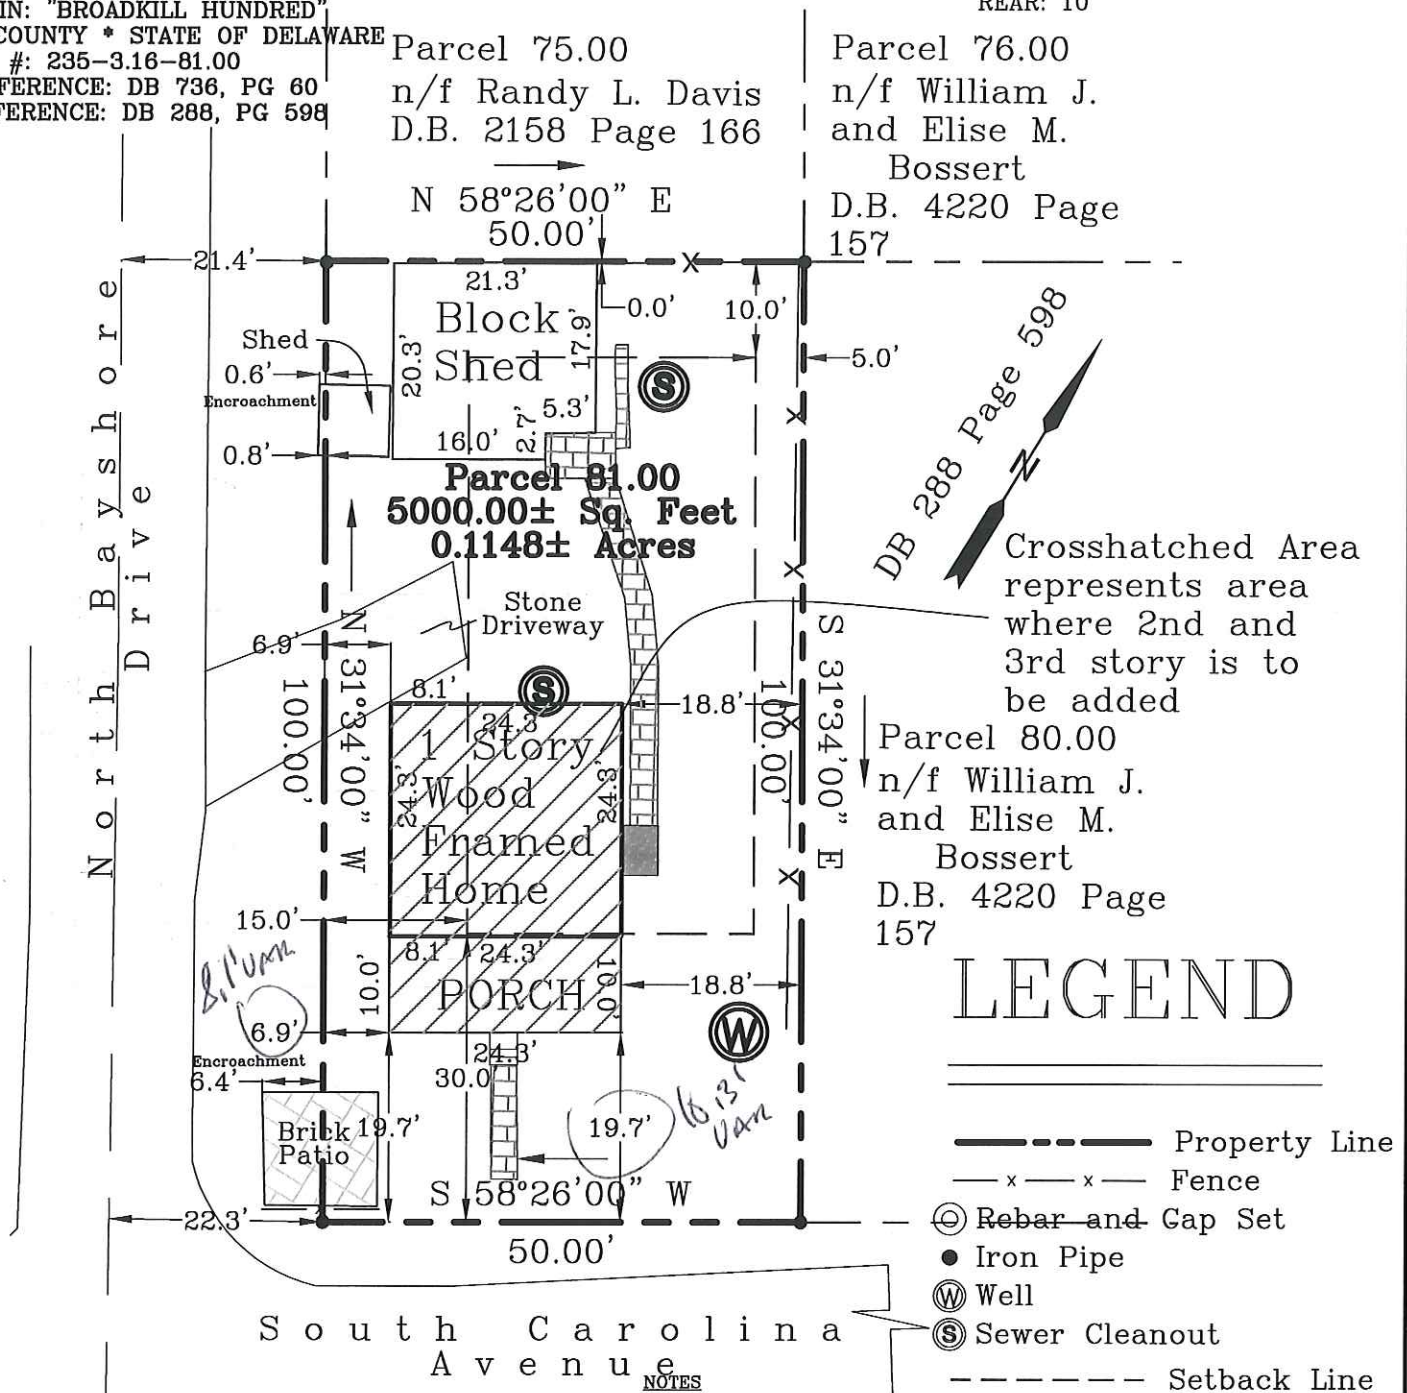 IN: "BROADKILL HUNDRED"
COUNTY * STATE OF DELAWARE
#: 235-3.16-81.00
FERENCE: DB 736, PG 60
FERENCE: DB 288, PG 598
REAR: 10
Parcel 75.00
n/f Randy L. Davis
D.B. 2158 Page 166
Parcel 76.00
n/f William J.
and Elise M.
Bossert
D.B. 4220 Page
157
N 58°26'00" E
50.00'
21.4'
21.3'
0.0'
10.0'
5.0'
Block
Shed
20.3'
17.9'
Shed
0.6'
Encroachment
0.8'
16.0'
2.7'
5.3'
S
Parcel 81.00
5000.00± Sq. Feet
0.1148± Acres
DB 288 Page 598
N
North Bayshore
Drive
Crosshatched Area
represents area
where 2nd and
3rd story is to
be added
Stone
Driveway
6.9'
N 31°34'00" W
100.00'
S 31°34'00" E
100.00'
8.1'
S
24.3'
18.8'
1 Story
Wood
Framed
Home
24.3'
24.3'
Parcel 80.00
n/f William J.
and Elise M.
Bossert
D.B. 4220 Page
157
15.0'
8.1'
24.3'
10.0'
10.0'
PORCH
18.8'
8.1' VAR
6.9'
W
24.3'
30.0
Encroachment
6.4'
Brick
Patio
19.7'
19.7'
VAR
S 58°26'00" W
22.3'
50.00'
South Carolina
Avenue
NOTES
LEGEND
Property Line
x x Fence
Rebar and Cap Set
Iron Pipe
W Well
S Sewer Cleanout
Setback Line